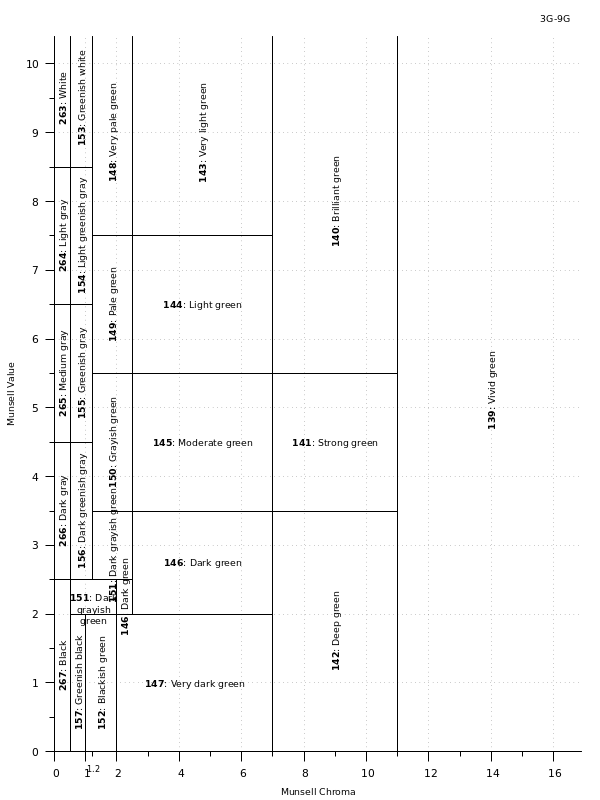 3G-9G
10
9
8
7
6
5
4
3
2
1
0
Munsell Value
263: White
153: Greenish white
148: Very pale green
143: Very light green
140: Brilliant green
264: Light gray
154: Light greenish gray
149: Pale green
144: Light green
139: Vivid green
265: Medium gray
155: Greenish gray
150: Grayish green
145: Moderate green
141: Strong green
266: Dark gray
156: Dark greenish gray
151: Dark grayish green
146: Dark green
146 Dark green
151: Dark
grayish
green
267: Black
157: Greenish black
152: Blackish green
147: Very dark green
142: Deep green
0 1 1.2 2 4 6 8 10 12 14 16
Munsell Chroma